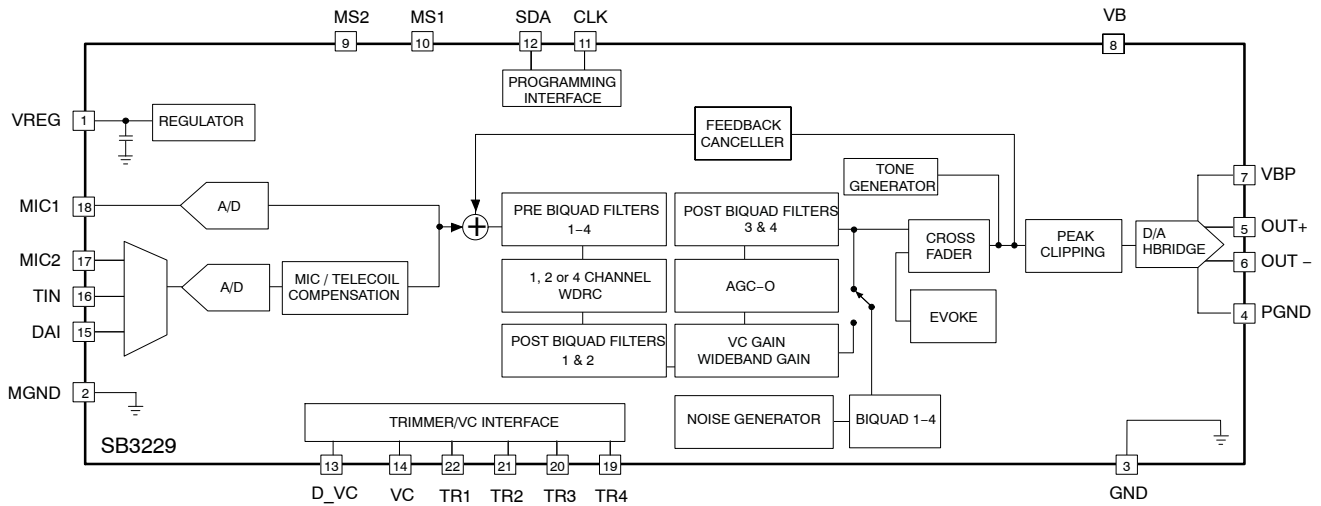 MS2
MS1
SDA
CLK
VB
9
10
12
11
8
PROGRAMMING
INTERFACE
VREG
1
REGULATOR
FEEDBACK
CANCELLER
TONE
GENERATOR
7
VBP
MIC1
18
A/D
+
PRE BIQUAD FILTERS
1–4
POST BIQUAD FILTERS
3 & 4
CROSS
FADER
PEAK
CLIPPING
D/A
HBRIDGE
5
OUT+
6
OUT –
MIC2
17
TIN
16
DAI
15
A/D
MIC / TELECOIL
COMPENSATION
1, 2 or 4 CHANNEL
WDRC
AGC–O
EVOKE
4
PGND
POST BIQUAD FILTERS
1 & 2
VC GAIN
WIDEBAND GAIN
MGND
2
NOISE GENERATOR
BIQUAD 1–4
TRIMMER/VC INTERFACE
SB3229
13
14
22
21
20
19
3
D_VC
VC
TR1
TR2
TR3
TR4
GND